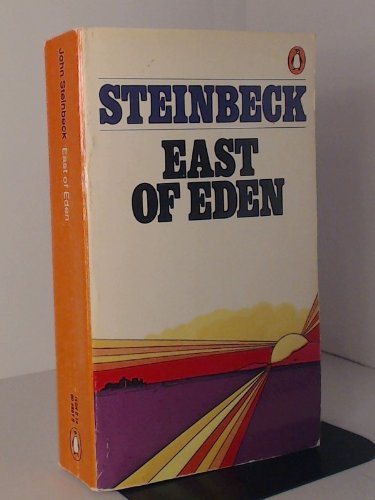 STEINBECK
EAST
OF EDEN
John Steinbeck East of Eden